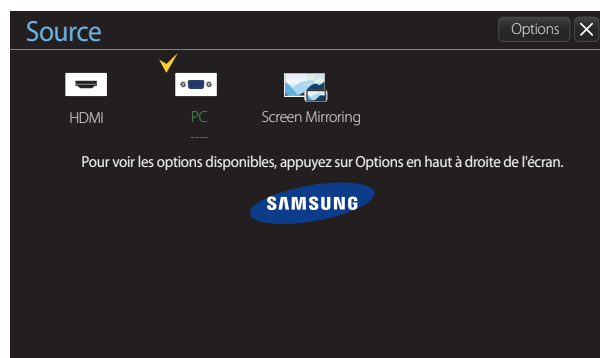 Source
Options
HDMI
PC
Screen Mirroring
----
Pour voir les options disponibles, appuyez sur Options en haut à droite de l'écran.
SAMSUNG